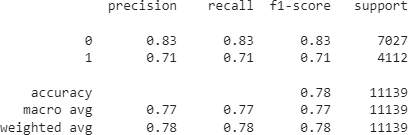 precision recall f1-score support
0 0.83 0.83 0.83 7027
1 0.71 0.71 0.71 4112
accuracy 0.78 11139
macro avg 0.77 0.77 0.77 11139
weighted avg 0.78 0.78 0.78 11139